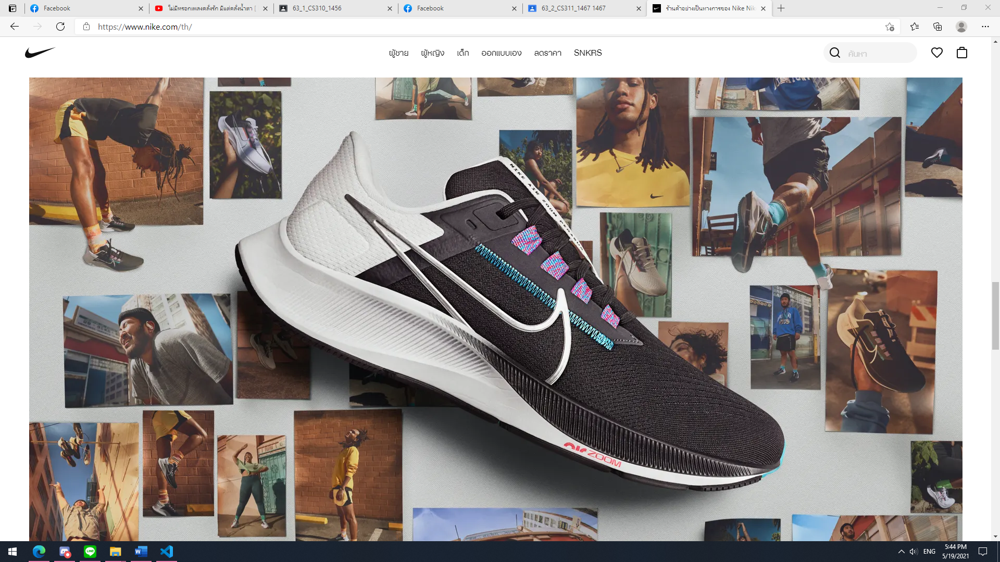 Facebook
ไม่มีหรอกเพลงคลั่งรัก มีแต่คลั่งน้ำตา [
63_1_CS310_1456
Facebook
63_2_CS311_1467 1467
ร้านค้าอย่างเป็นทางการของ Nike Nik
https://www.nike.com/th/
ผู้ชาย ผู้หญิง เด็ก ออกแบบเอง ลดราคา SNKRS
ค้นหา
NIKE AIR ZOOM
AIR ZOOM
ENG
5:44 PM
5/19/2021